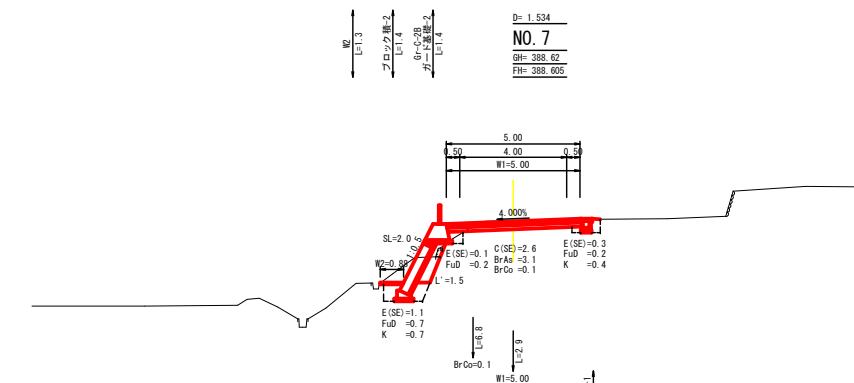 W2
L=1.3
ブロック積-2
L=1.4
Gr-C-2B
ガード基礎-2
L=1.4
D= 1.534
NO.7
GH= 388.62
FH= 388.605
5.00
0.50 4.00 0.50
W1=5.00
4.000%
SL=2.0
1:0.5
W2=0.88
L'=1.5
E(SE)=0.1
FuD =0.2
C(SE)=2.6
BrAs =3.1
BrCo =0.1
E(SE)=0.3
FuD =0.2
K =0.4
E(SE)=1.1
FuD =0.7
K =0.7
L=6.8
BrCo=0.1
L=2.9
W1=5.00